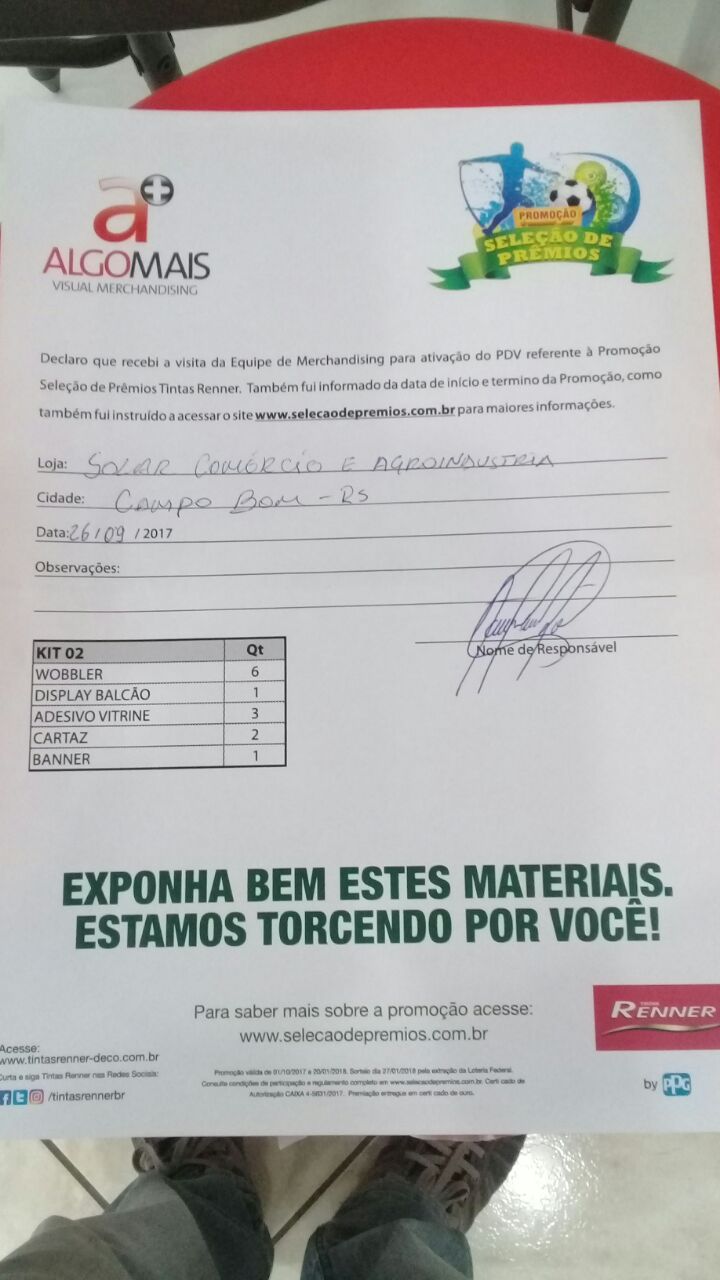 a+
ALGOMAIS
VISUAL MERCHANDISING
PROMOÇÃO
SELEÇÃO DE
PRÊMIOS
Declaro que recebi a visita da Equipe de Merchandising para ativação do PDV referente à Promoção
Seleção de Prêmios Tintas Renner. Também fui informado da data de início e termino da Promoção, como
também fui instruído a acessar o site www.selecaodepremios.com.br para maiores informações.
Loja: SOLAR COMÉRCIO E AGROINDUSTRIA
Cidade: CAMPO BOM - RS
Data: 26/09 / 2017
Observações:
Nome de Responsável
KIT 02 Qt
WOBBLER 6
DISPLAY BALCÃO 1
ADESIVO VITRINE 3
CARTAZ 2
BANNER 1
EXPONHA BEM ESTES MATERIAIS.
ESTAMOS TORCENDO POR VOCÊ!
Para saber mais sobre a promoção acesse:
www.selecaodepremios.com.br
TINTAS
RENNER
by PPG
Acesse:
www.tintasrenner-deco.com.br
Curta e siga Tintas Renner nas Redes Sociais:
/tintasrennerbr
Promoção válida de 01/10/2017 a 20/01/2018. Sorteio dia 27/01/2018 pela extração da Loteria Federal.
Consulte condições de participação e regulamento completo em www.selecaodepremios.com.br. Certi cado de
Autorização CAIXA 4-5631/2017. Premiação entregue em certi cado de ouro.